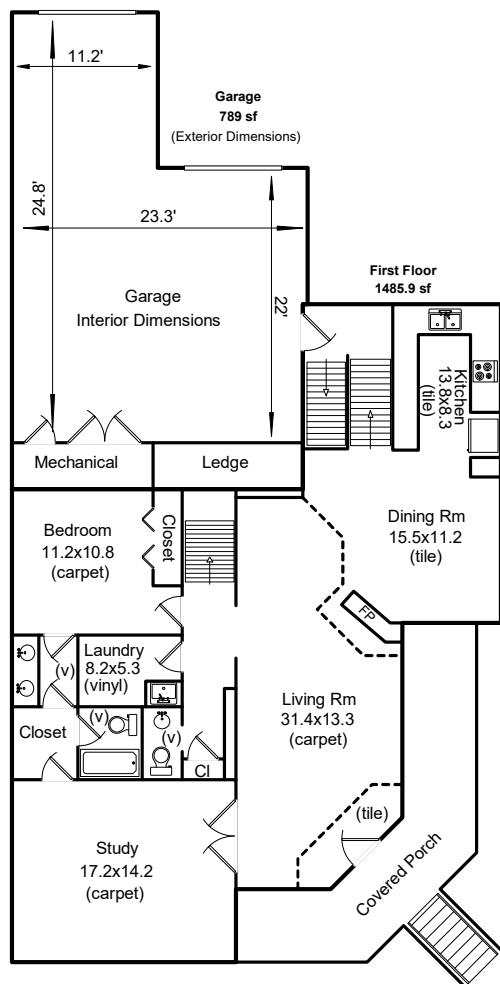 11.2'
Garage
789 sf
(Exterior Dimensions)
24.8'
23.3'
22'
Garage
Interior Dimensions
First Floor
1485.9 sf
Kitchen
13.8x8.3
(tile)
Mechanical
Ledge
Bedroom
11.2x10.8
(carpet)
Closet
Dining Rm
15.5x11.2
(tile)
FP
Laundry
8.2x5.3
(vinyl)
(v)
Living Rm
31.4x13.3
(carpet)
Closet
(v)
(v)
Cl
(tile)
Study
17.2x14.2
(carpet)
Covered Porch